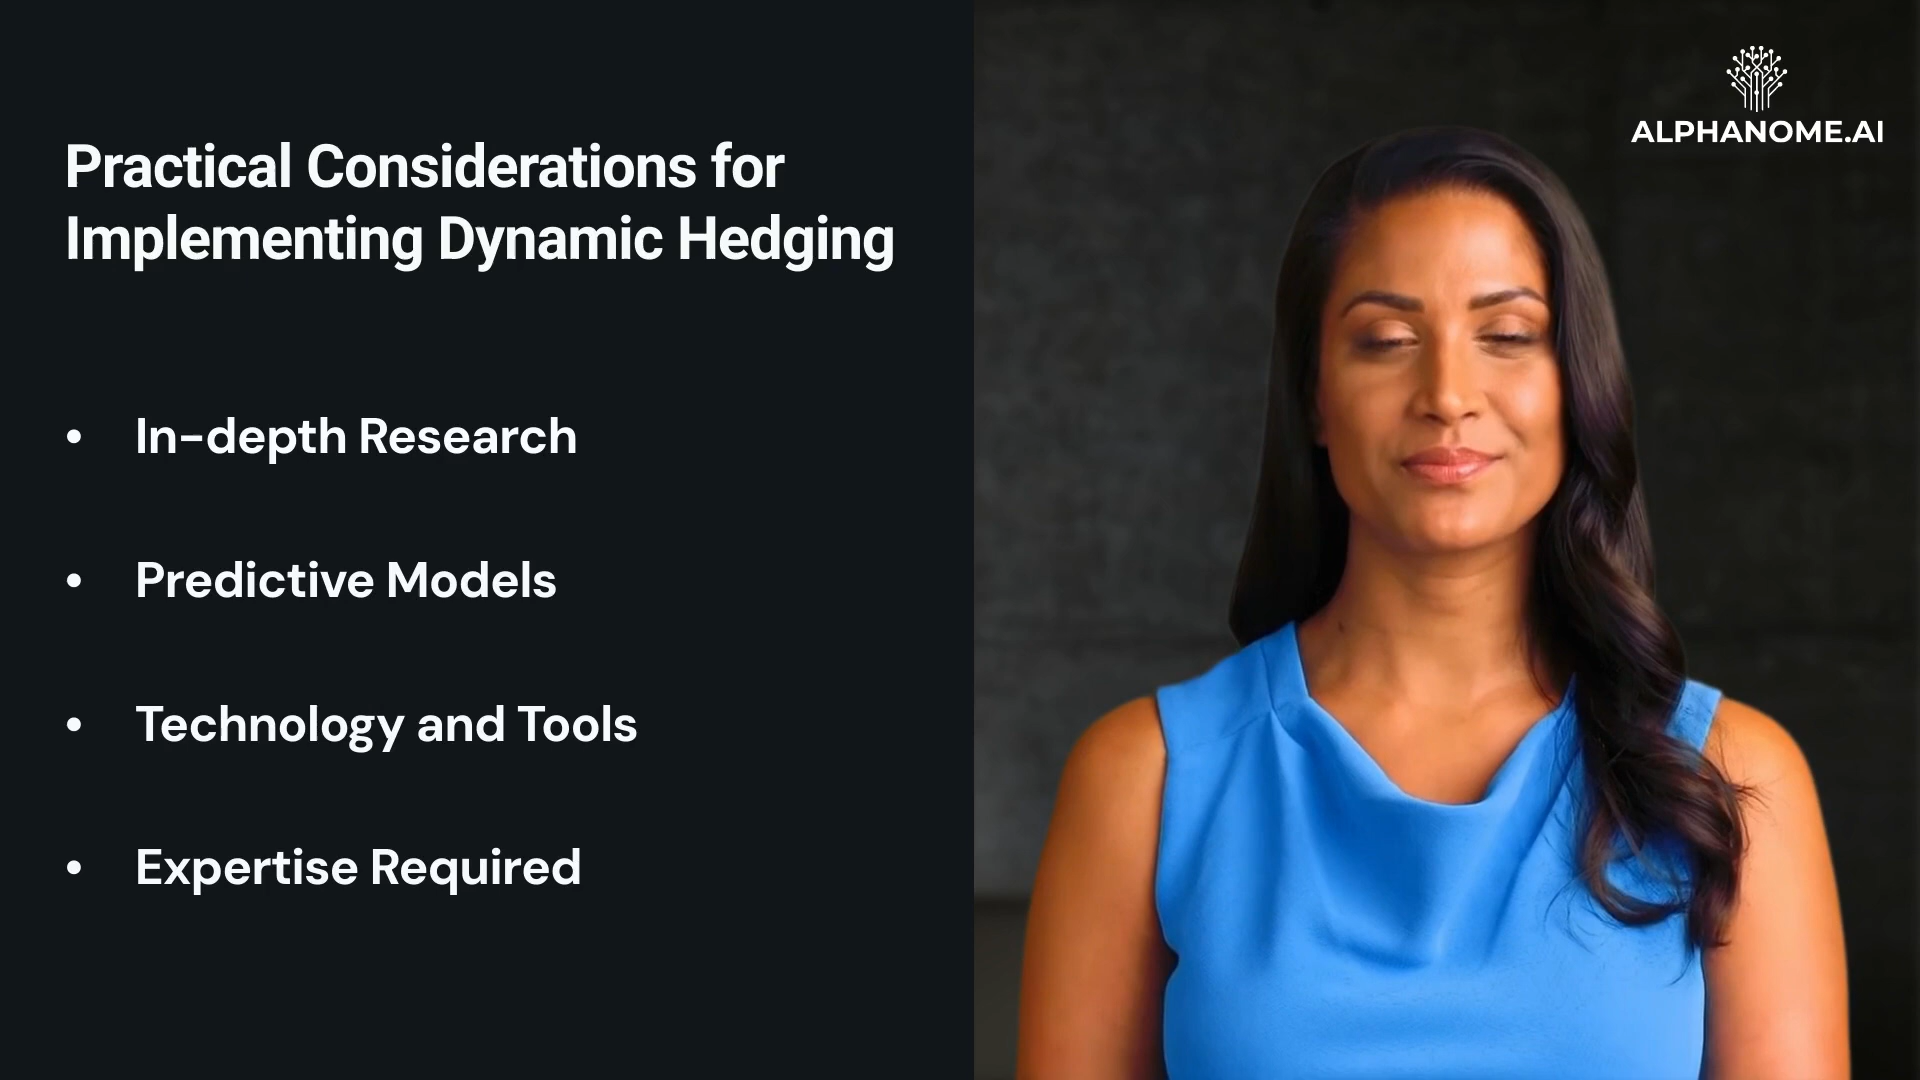 Practical Considerations for
Implementing Dynamic Hedging
• In-depth Research
• Predictive Models
• Technology and Tools
• Expertise Required
ALPHANOME.AI